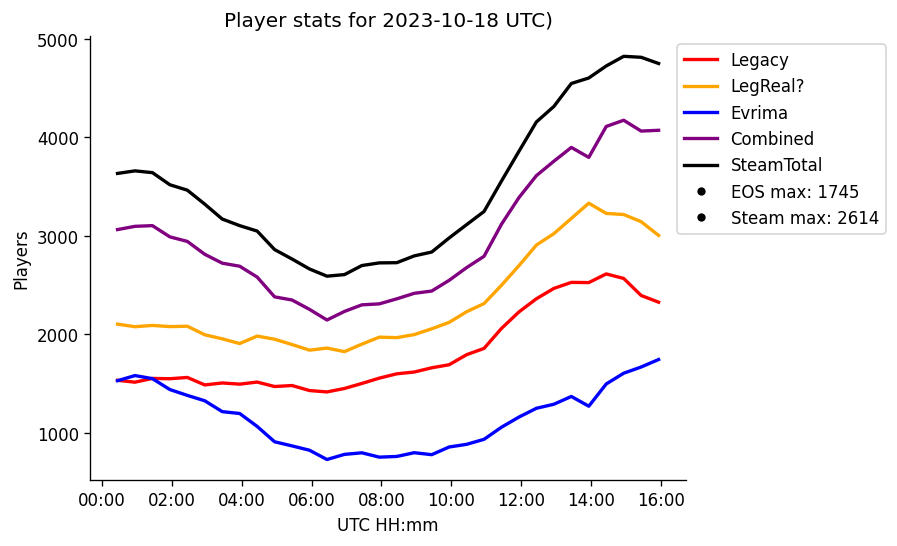 Player stats for 2023-10-18 UTC)
5000
4000
3000
2000
1000
Players
00:00 02:00 04:00 06:00 08:00 10:00 12:00 14:00 16:00
UTC HH:mm
Legacy
LegReal?
Evrima
Combined
SteamTotal
EOS max: 1745
Steam max: 2614